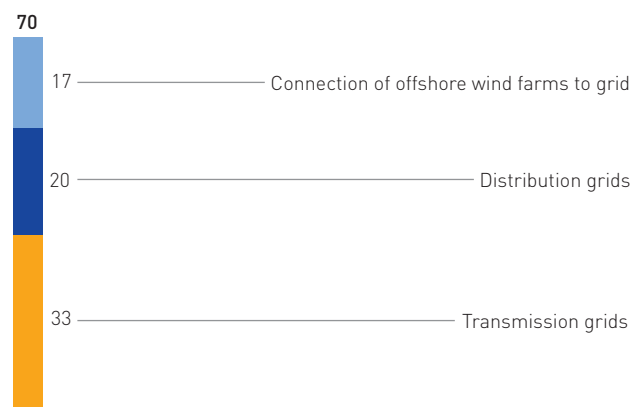 70
17 Connection of offshore wind farms to grid
20 Distribution grids
33 Transmission grids